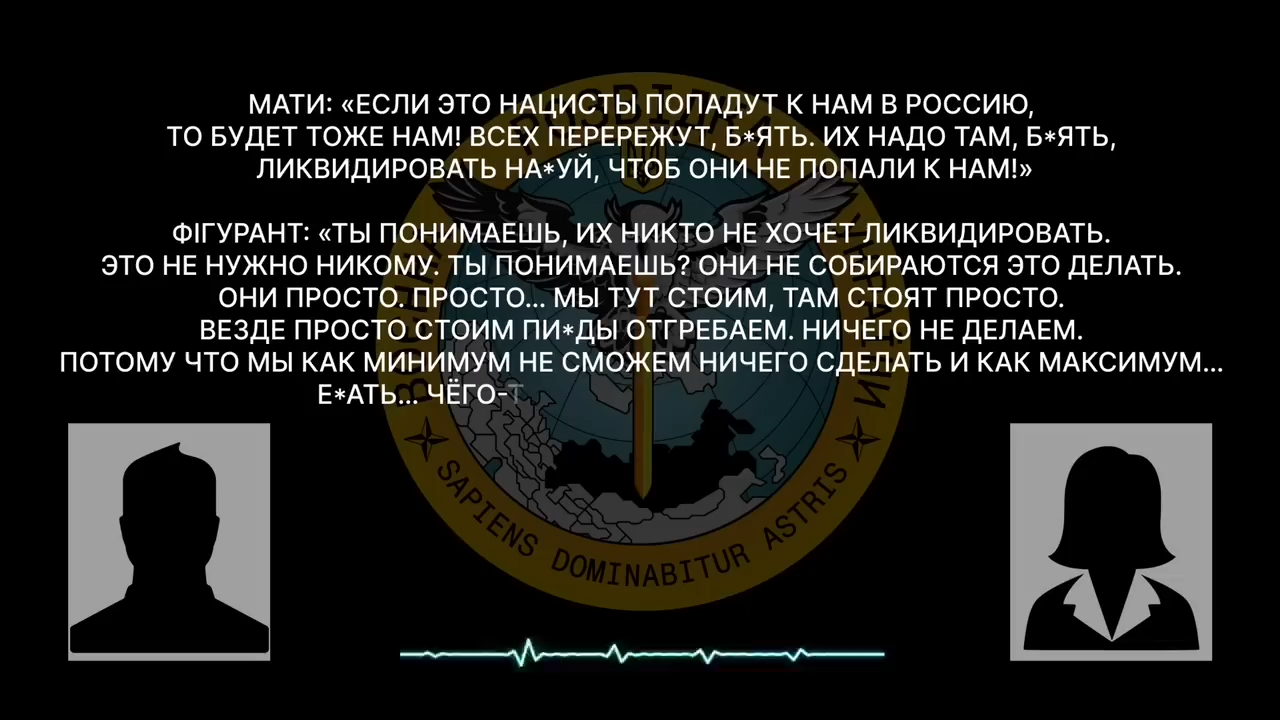 МАТИ: «ЕСЛИ ЭТО НАЦИСТЫ ПОПАДУТ К НАМ В РОССИЮ,
ТО БУДЕТ ТОЖЕ НАМ! ВСЕХ ПЕРЕРЕЖУТ, Б*ЯТЬ. ИХ НАДО ТАМ, Б*ЯТЬ,
ЛИКВИДИРОВАТЬ НА*УЙ, ЧТОБ ОНИ НЕ ПОПАЛИ К НАМ!»
ФІГУРАНТ: «ТЫ ПОНИМАЕШЬ, ИХ НИКТО НЕ ХОЧЕТ ЛИКВИДИРОВАТЬ.
ЭТО НЕ НУЖНО НИКОМУ. ТЫ ПОНИМАЕШЬ? ОНИ НЕ СОБИРАЮТСЯ ЭТО ДЕЛАТЬ.
ОНИ ПРОСТО. ПРОСТО... МЫ ТУТ СТОИМ, ТАМ СТОЯТ ПРОСТО.
ВЕЗДЕ ПРОСТО СТОИМ ПИ*ДЫ ОТГРЕБАЕМ. НИЧЕГО НЕ ДЕЛАЕМ.
ПОТОМУ ЧТО МЫ КАК МИНИМУМ НЕ СМОЖЕМ НИЧЕГО СДЕЛАТЬ И КАК МАКСИМУМ...
Е*АТЬ... ЧЁГО-Т
SAPIENS DOMINABITUR ASTRIS